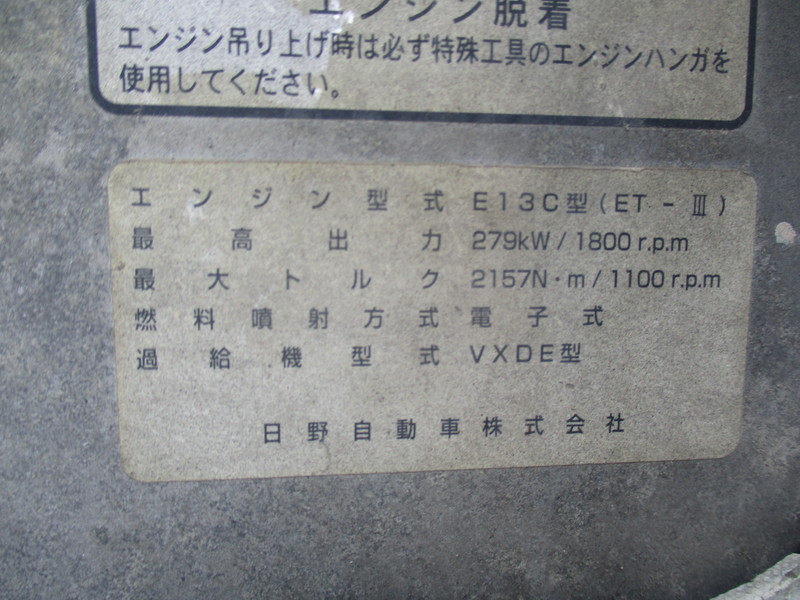 エンジン脱着
エンジン吊り上げ時は必ず特殊工具のエンジンハンガを
使用してください。
エンジン型式 E13C型(ET-Ⅲ)
最高出力 279kW/1800r.p.m
最大トルク 2157N・m/1100r.p.m
燃料噴射方式 電子式
過給機型式 VXDE型
日野自動車株式会社